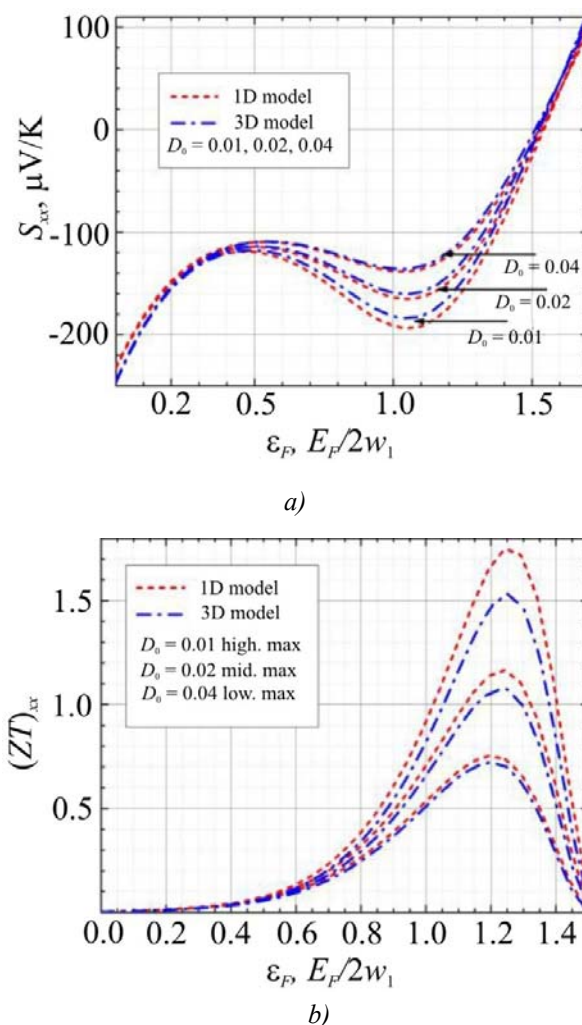 100
0
-100
-200
S_xx, μV/K
1D model
3D model
D₀ = 0.01, 0.02, 0.04
D₀ = 0.04
D₀ = 0.02
D₀ = 0.01
0.2 0.5 1.0 1.5
ε_F, E_F/2w₁
a)
1.5
1.0
0.5
(ZT)_xx
1D model
3D model
D₀ = 0.01 high. max
D₀ = 0.02 mid. max
D₀ = 0.04 low. max
0.0 0.2 0.4 0.6 0.8 1.0 1.2 1.4
ε_F, E_F/2w₁
b)